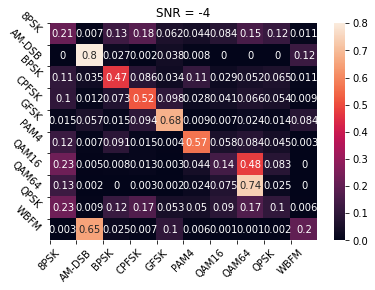 SNR = -4
8PSK 0.21 0.007 0.13 0.18 0.062 0.044 0.084 0.15 0.12 0.011 0.8
AM-DSB 0 0.8 0.027 0.002 0.038 0.008 0 0 0 0.12 0.7
BPSK 0.11 0.035 0.47 0.086 0.034 0.11 0.029 0.052 0.065 0.011 0.6
CPFSK 0.1 0.012 0.073 0.52 0.098 0.028 0.041 0.066 0.054 0.009 0.5
GFSK 0.015 0.057 0.015 0.094 0.68 0.009 0.007 0.024 0.014 0.084 0.4
PAM4 0.12 0.007 0.091 0.015 0.004 0.57 0.058 0.084 0.045 0.003
QAM16 0.23 0.005 0.008 0.013 0.003 0.044 0.14 0.48 0.083 0 0.3
QAM64 0.13 0.002 0 0.003 0.002 0.024 0.075 0.74 0.025 0 0.2
QPSK 0.23 0.009 0.12 0.17 0.053 0.05 0.09 0.17 0.1 0.006 0.1
WBFM 0.003 0.65 0.025 0.007 0.1 0.006 0.001 0.001 0.002 0.2 0.0
8PSK AM-DSB BPSK CPFSK GFSK PAM4 QAM16 QAM64 QPSK WBFM